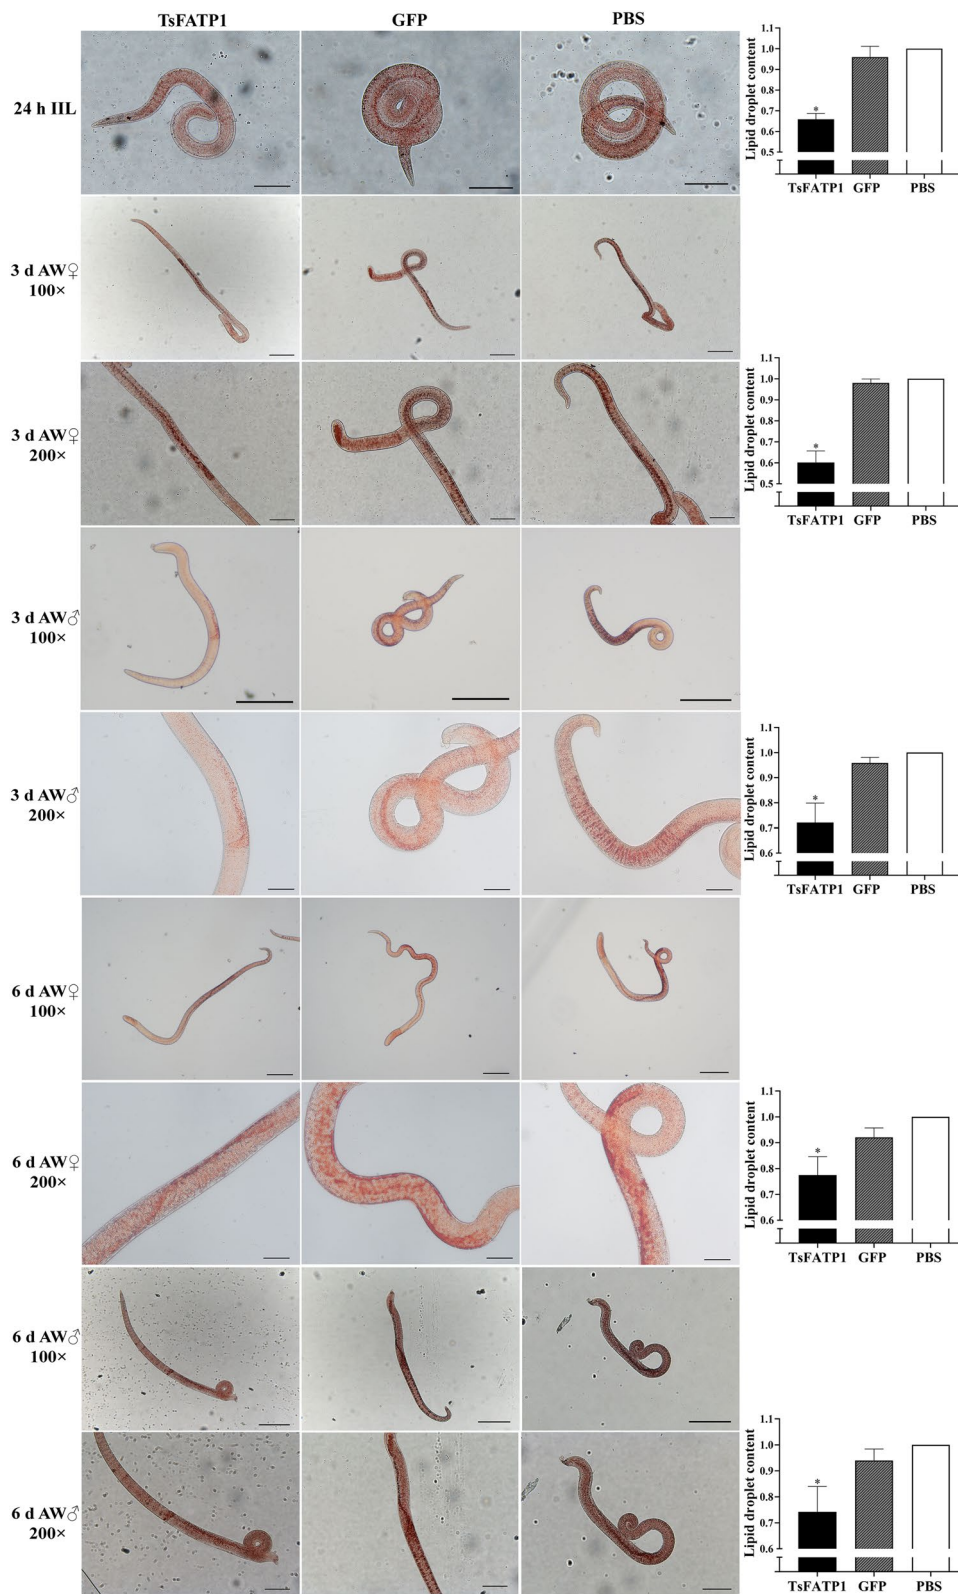 TsFATP1 GFP PBS
24 h IIL
Lipid droplet content
1.1
1.0
0.9
0.8
0.7
0.6
0.5
*
TsFATP1 GFP PBS
3 d AW♀
100×
3 d AW♀
200×
Lipid droplet content
1.1
1.0
0.9
0.8
0.7
0.6
0.5
*
TsFATP1 GFP PBS
3 d AW♂
100×
3 d AW♂
200×
Lipid droplet content
1.1
1.0
0.9
0.8
0.7
0.6
*
TsFATP1 GFP PBS
6 d AW♀
100×
6 d AW♀
200×
Lipid droplet content
1.1
1.0
0.9
0.8
0.7
0.6
*
TsFATP1 GFP PBS
6 d AW♂
100×
6 d AW♂
200×
Lipid droplet content
1.1
1.0
0.9
0.8
0.7
0.6
*
TsFATP1 GFP PBS